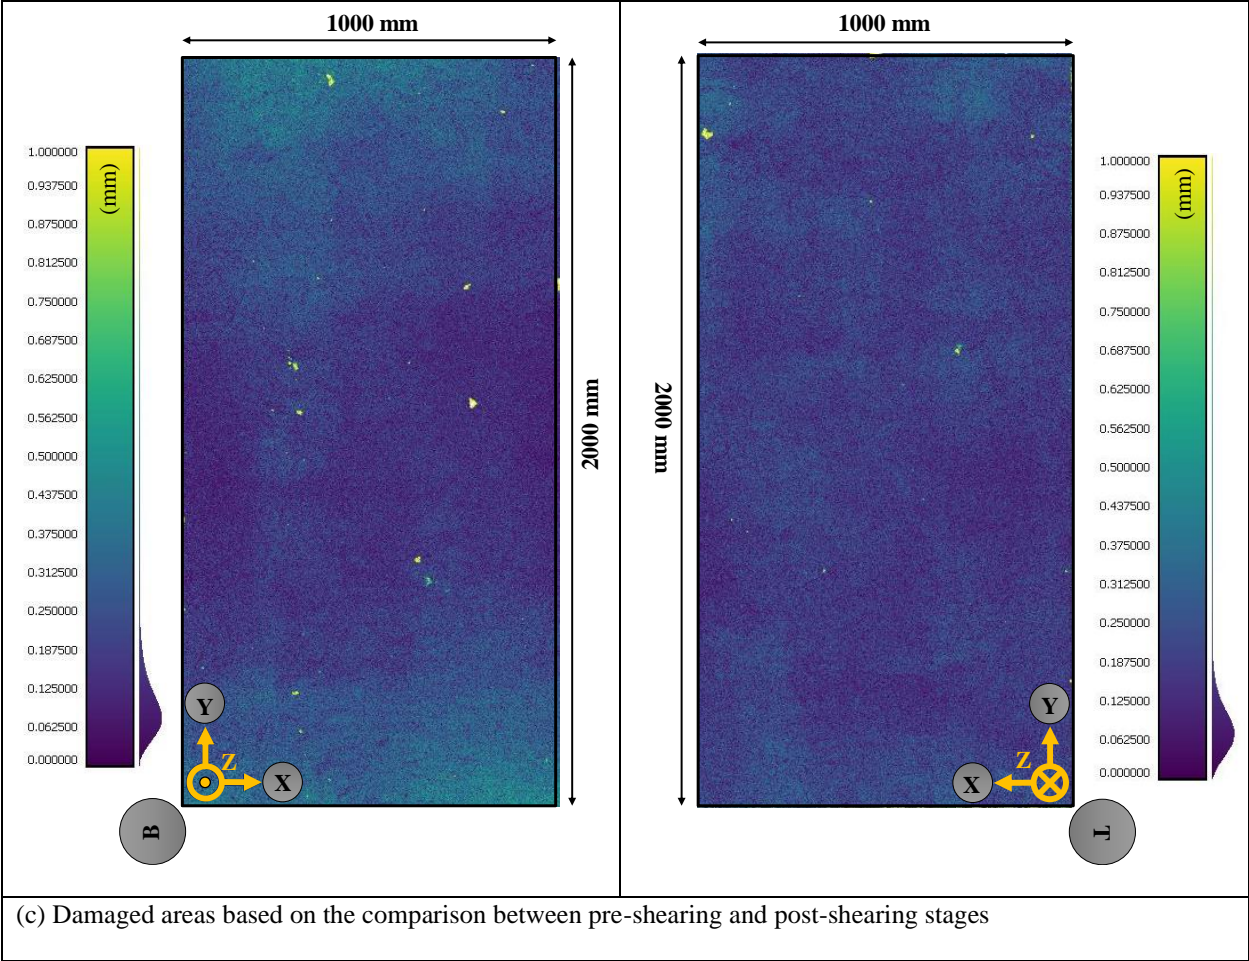 1000 mm
1000 mm
1.000000
0.937500
0.875000
0.812500
0.750000
0.687500
0.625000
0.562500
0.500000
0.437500
0.375000
0.312500
0.250000
0.187500
0.125000
0.062500
0.000000
(mm)
2000 mm
Y
Z
X
B
2000 mm
1.000000
0.937500
0.875000
0.812500
0.750000
0.687500
0.625000
0.562500
0.500000
0.437500
0.375000
0.312500
0.250000
0.187500
0.125000
0.062500
0.000000
(mm)
Y
Z
X
T
(c) Damaged areas based on the comparison between pre-shearing and post-shearing stages